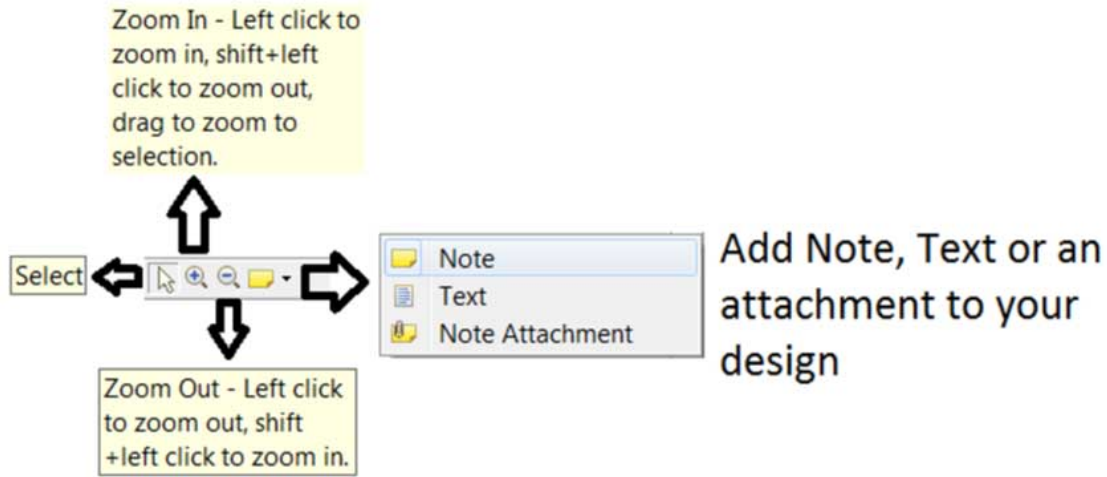 Zoom In - Left click to
zoom in, shift+left
click to zoom out,
drag to zoom to
selection.
Select
Note
Text
Note Attachment
Add Note, Text or an
attachment to your
design
Zoom Out - Left click
to zoom out, shift
+left click to zoom in.